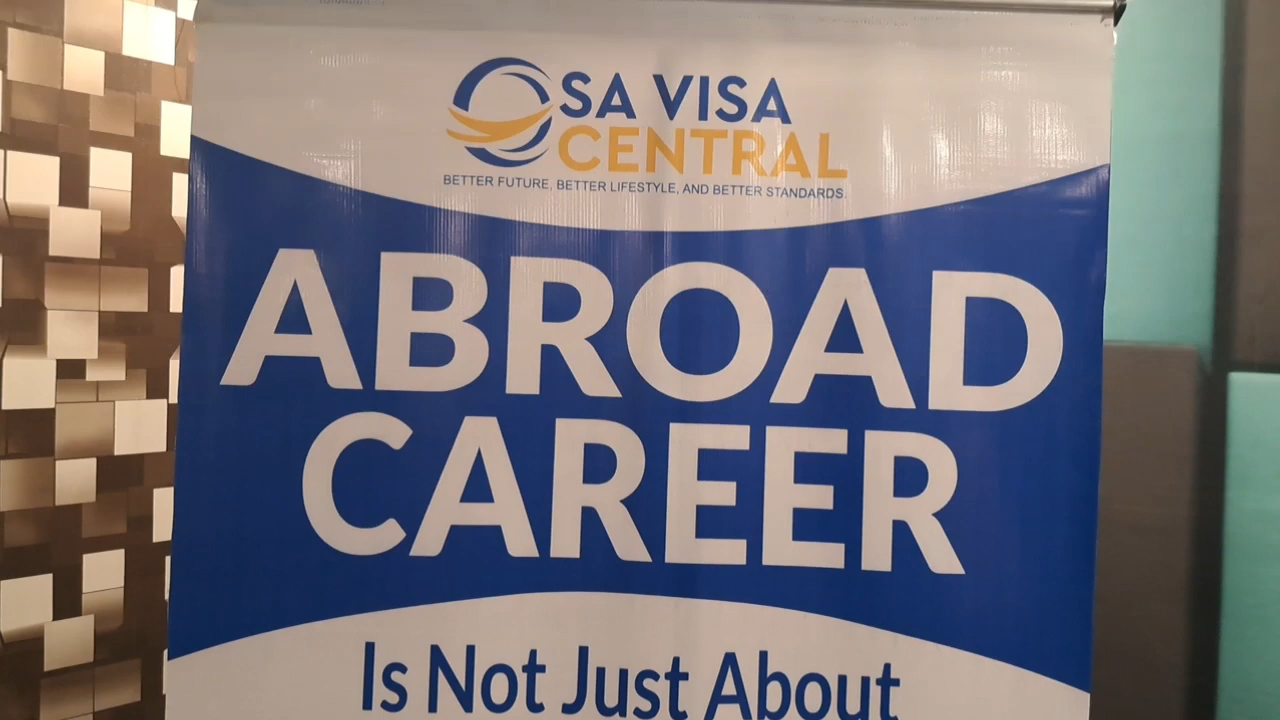 SA VISA
CENTRAL
BETTER FUTURE, BETTER LIFESTYLE, AND BETTER STANDARDS.
ABROAD
CAREER
Is Not Just About